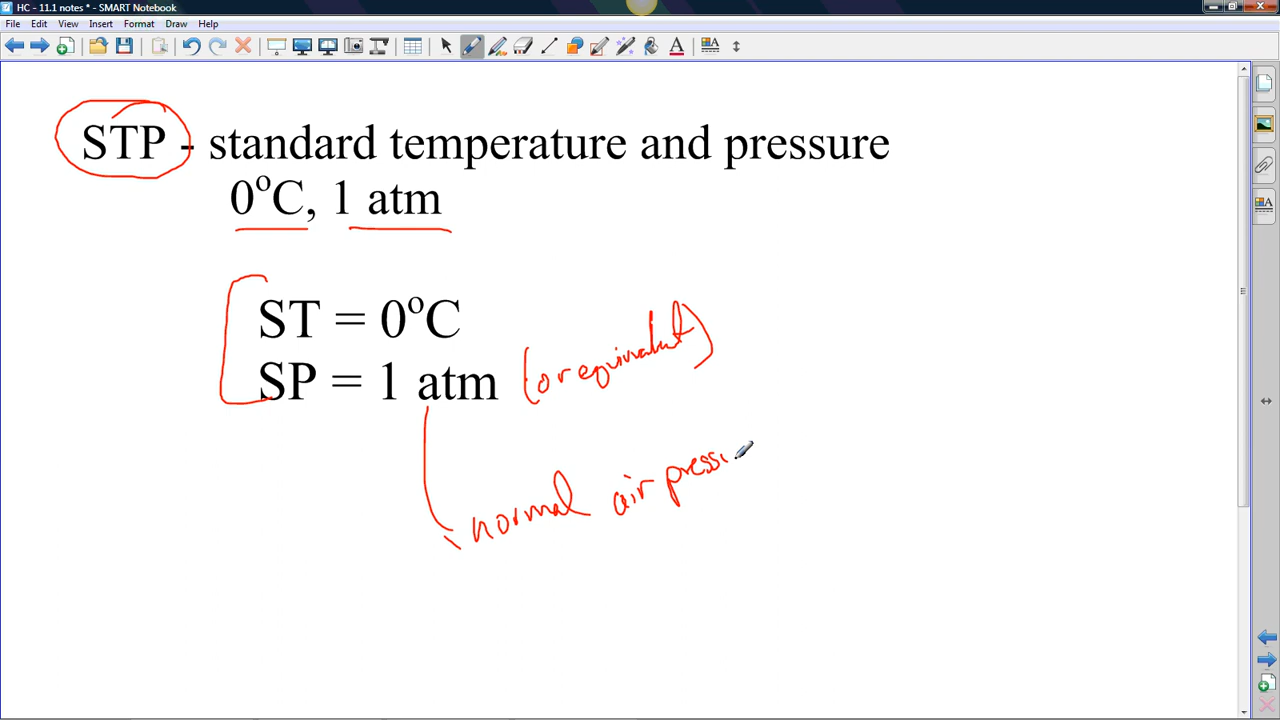 HC - 11.1 notes * - SMART Notebook
File Edit View Insert Format Draw Help
STP - standard temperature and pressure
0°C, 1 atm
ST = 0°C
SP = 1 atm (or equivalent)
normal air pressu